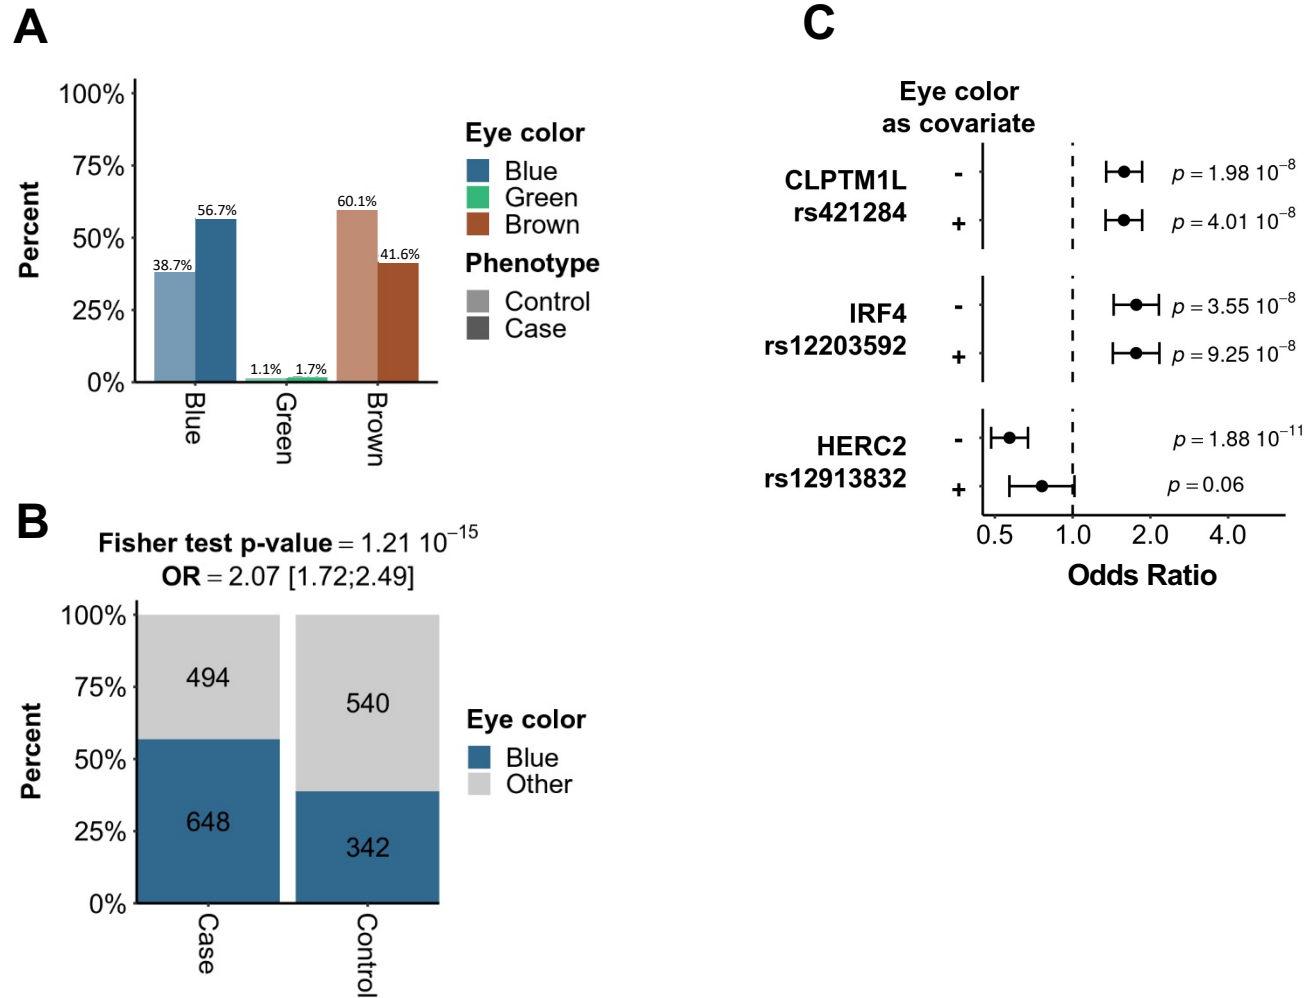 A
100%
75%
50%
25%
0%
Percent
38.7%
56.7%
1.1%
1.7%
60.1%
41.6%
Blue
Green
Brown
Eye color
Blue
Green
Brown
Phenotype
Control
Case
B
Fisher test p-value = 1.21 10⁻¹⁵
OR = 2.07 [1.72;2.49]
100%
75%
50%
25%
0%
Percent
494
648
540
342
Case
Control
Eye color
Blue
Other
C
Eye color
as covariate
CLPTM1L
rs421284
-
p = 1.98 10⁻⁸
+
p = 4.01 10⁻⁸
IRF4
rs12203592
-
p = 3.55 10⁻⁸
+
p = 9.25 10⁻⁸
HERC2
rs12913832
-
p = 1.88 10⁻¹¹
+
p = 0.06
0.5 1.0 2.0 4.0
Odds Ratio